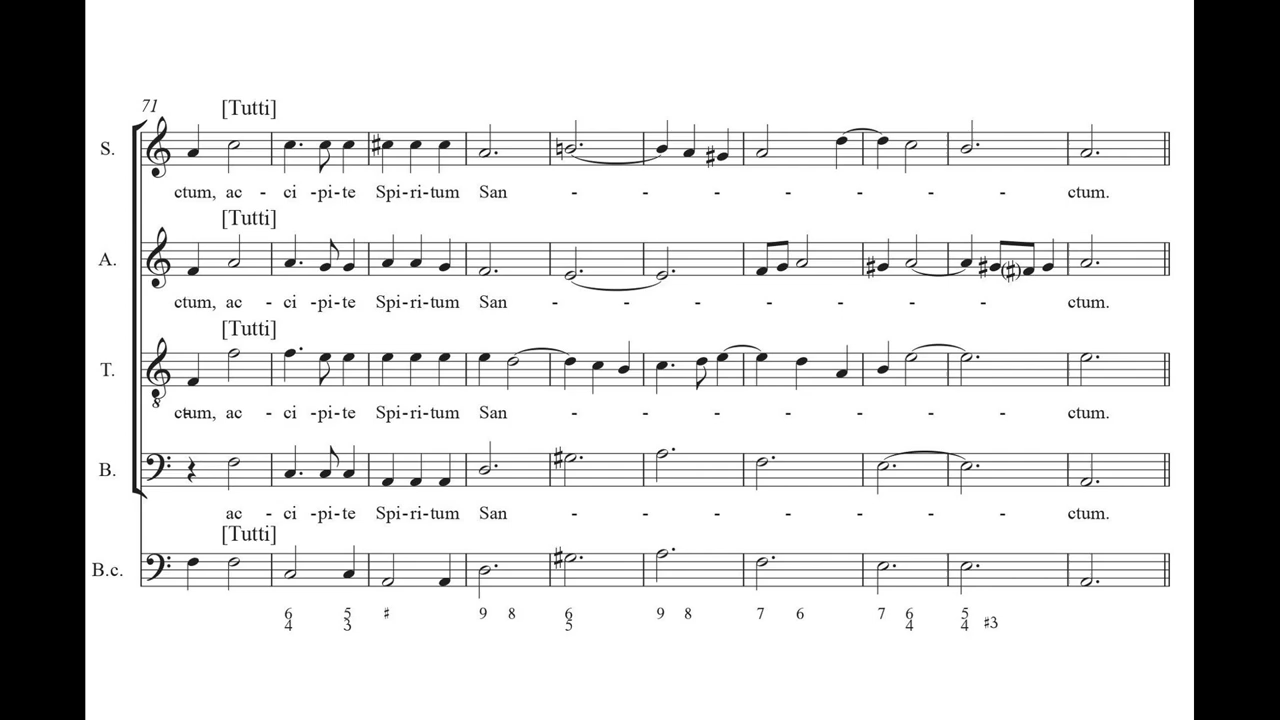 71 [Tutti]
S.
ctum, ac - ci - pi - te Spi - ri - tum San - - - - - - ctum.
[Tutti]
A.
ctum, ac - ci - pi - te Spi - ri - tum San - - - - - - - ctum.
[Tutti]
T.
8
ctum, ac - ci - pi - te Spi - ri - tum San - - - - - - - ctum.
B.
ac - ci - pi - te Spi - ri - tum San - - - - - - - ctum.
[Tutti]
B.c.
6 5 ♯ 9 8 6 9 8 7 6 7 6 5
4 3 5 4 4 ♯3